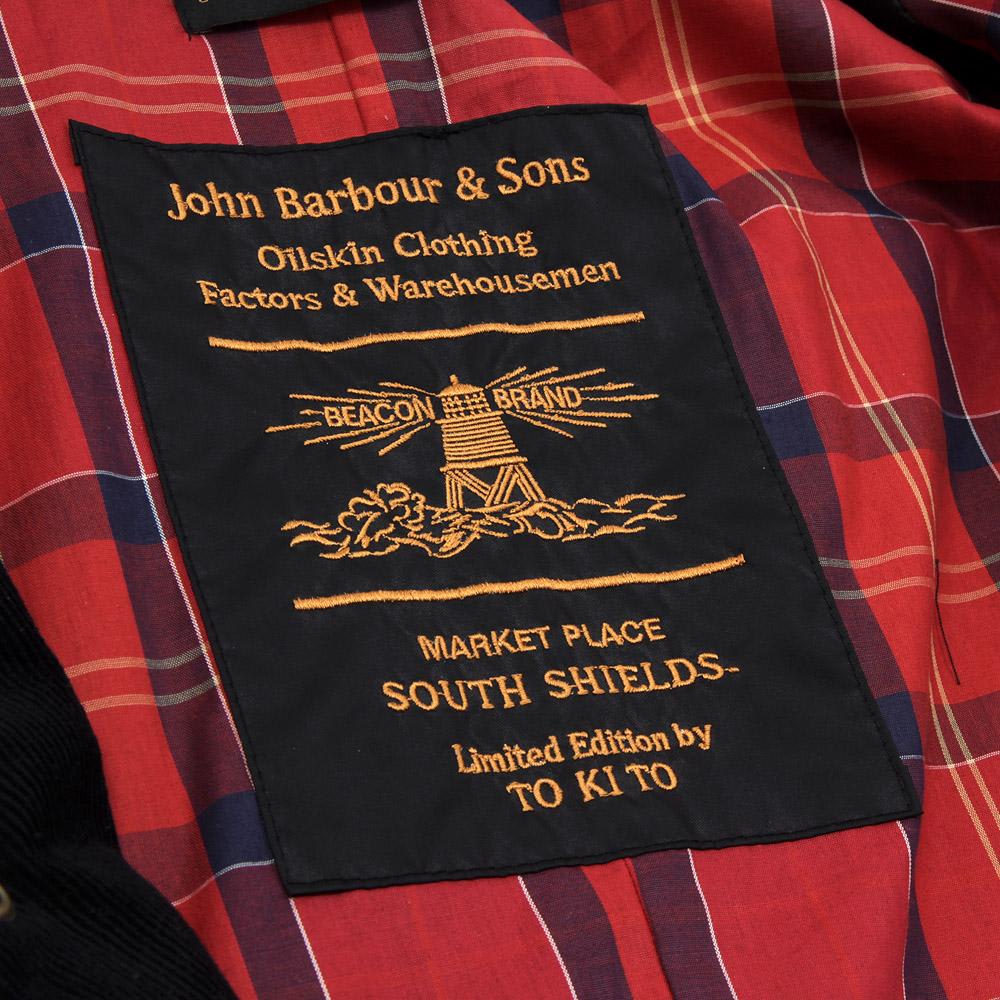 John Barbour & Sons
Oilskin Clothing
Factors & Warehousemen
BEACON BRAND
MARKET PLACE
SOUTH SHIELDS-
Limited Edition by
TO KI TO